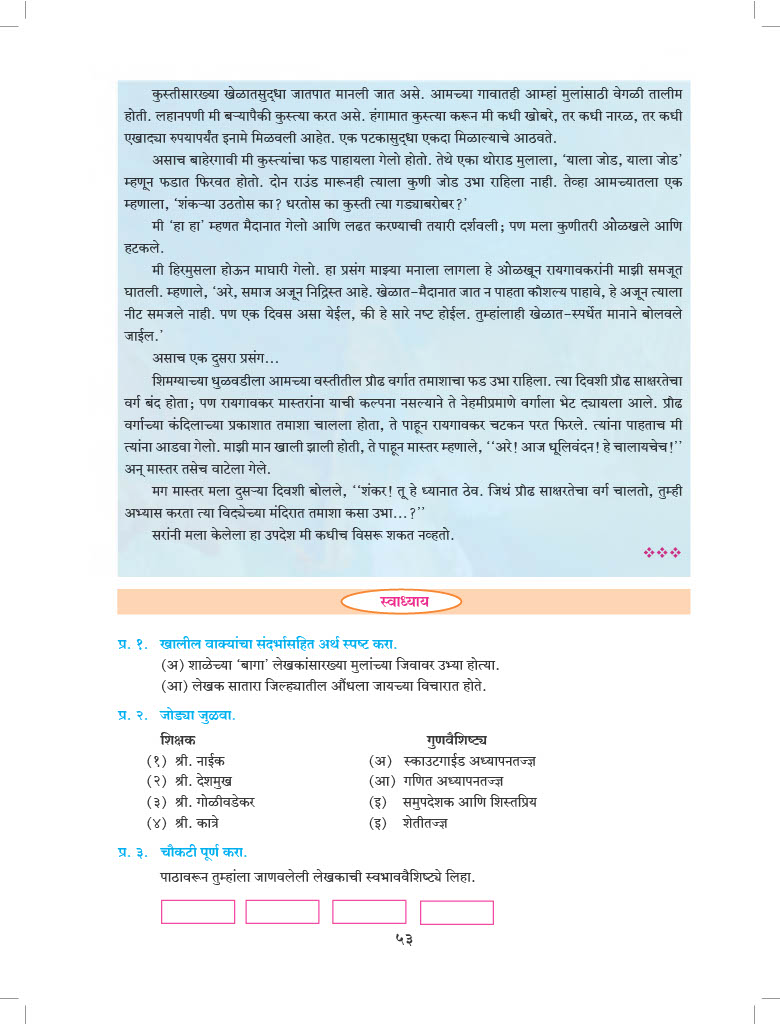 कुस्तीसारख्या खेळातसुद्धा जातपात मानली जात असे. आमच्या गावातही आम्हां मुलांसाठी वेगळी तालीम
होती. लहानपणी मी बऱ्यापैकी कुस्त्या करत असे. हंगामात कुस्त्या करून मी कधी खोबरे, तर कधी नारळ, तर कधी
एखाद्या रुपयापर्यंत इनामे मिळवली आहेत. एक पटकासुद्धा एकदा मिळाल्याचे आठवते.
असाच बाहेरगावी मी कुस्त्यांचा फड पाहायला गेलो होतो. तेथे एका थोराड मुलाला, ‘याला जोड, याला जोड’
म्हणून फडात फिरवत होतो. दोन राउंड मारूनही त्याला कुणी जोड उभा राहिला नाही. तेव्हा आमच्यातला एक
म्हणाला, ‘शंकऱ्या उठतोस का? धरतोस का कुस्ती त्या गड्याबरोबर?’
मी ‘हा हा’ म्हणत मैदानात गेलो आणि लढत करण्याची तयारी दर्शवली; पण मला कुणीतरी ओळखले आणि
हटकले.
मी हिरमुसला होऊन माघारी गेलो. हा प्रसंग माझ्या मनाला लागला हे ओळखून रायगावकरांनी माझी समजूत
घातली. म्हणाले, ‘अरे, समाज अजून निद्रिस्त आहे. खेळात-मैदानात जात न पाहता कौशल्य पाहावे, हे अजून त्याला
नीट समजले नाही. पण एक दिवस असा येईल, की हे सारे नष्ट होईल. तुम्हांलाही खेळात-स्पर्धेत मानाने बोलवले
जाईल.’
असाच एक दुसरा प्रसंग...
शिमग्याच्या धुळवडीला आमच्या वस्तीतील प्रौढ वर्गात तमाशाचा फड उभा राहिला. त्या दिवशी प्रौढ साक्षरतेचा
वर्ग बंद होता; पण रायगावकर मास्तरांना याची कल्पना नसल्याने ते नेहमीप्रमाणे वर्गाला भेट द्यायला आले. प्रौढ
वर्गाच्या कंदिलाच्या प्रकाशात तमाशा चालला होता, ते पाहून रायगावकर चटकन परत फिरले. त्यांना पाहताच मी
त्यांना आडवा गेलो. माझी मान खाली झाली होती, ते पाहून मास्तर म्हणाले, ‘‘अरे! आज धूलिवंदन! हे चालायचेच!’’
अन् मास्तर तसेच वाटेला गेले.
मग मास्तर मला दुसऱ्या दिवशी बोलले, ‘‘शंकर! तू हे ध्यानात ठेव. जिथं प्रौढ साक्षरतेचा वर्ग चालतो, तुम्ही
अभ्यास करता त्या विद्येच्या मंदिरात तमाशा कसा उभा...?’’
सरांनी मला केलेला हा उपदेश मी कधीच विसरू शकत नव्हतो.
स्वाध्याय
प्र. १. खालील वाक्यांचा संदर्भासहित अर्थ स्पष्ट करा.
(अ) शाळेच्या ‘बागा’ लेखकांसारख्या मुलांच्या जिवावर उभ्या होत्या.
(आ) लेखक सातारा जिल्ह्यातील औंधला जायच्या विचारात होते.
प्र. २. जोड्या जुळवा.
शिक्षक गुणवैशिष्ट्य
(१) श्री. नाईक (अ) स्काउटगाईड अध्यापनतज्ज्ञ
(२) श्री. देशमुख (आ) गणित अध्यापनतज्ज्ञ
(३) श्री. गोळीवडेकर (इ) समुपदेशक आणि शिस्तप्रिय
(४) श्री. कात्रे (इ) शेतीतज्ज्ञ
प्र. ३. चौकटी पूर्ण करा.
पाठावरून तुम्हांला जाणवलेली लेखकाची स्वभाववैशिष्ट्ये लिहा.
५३